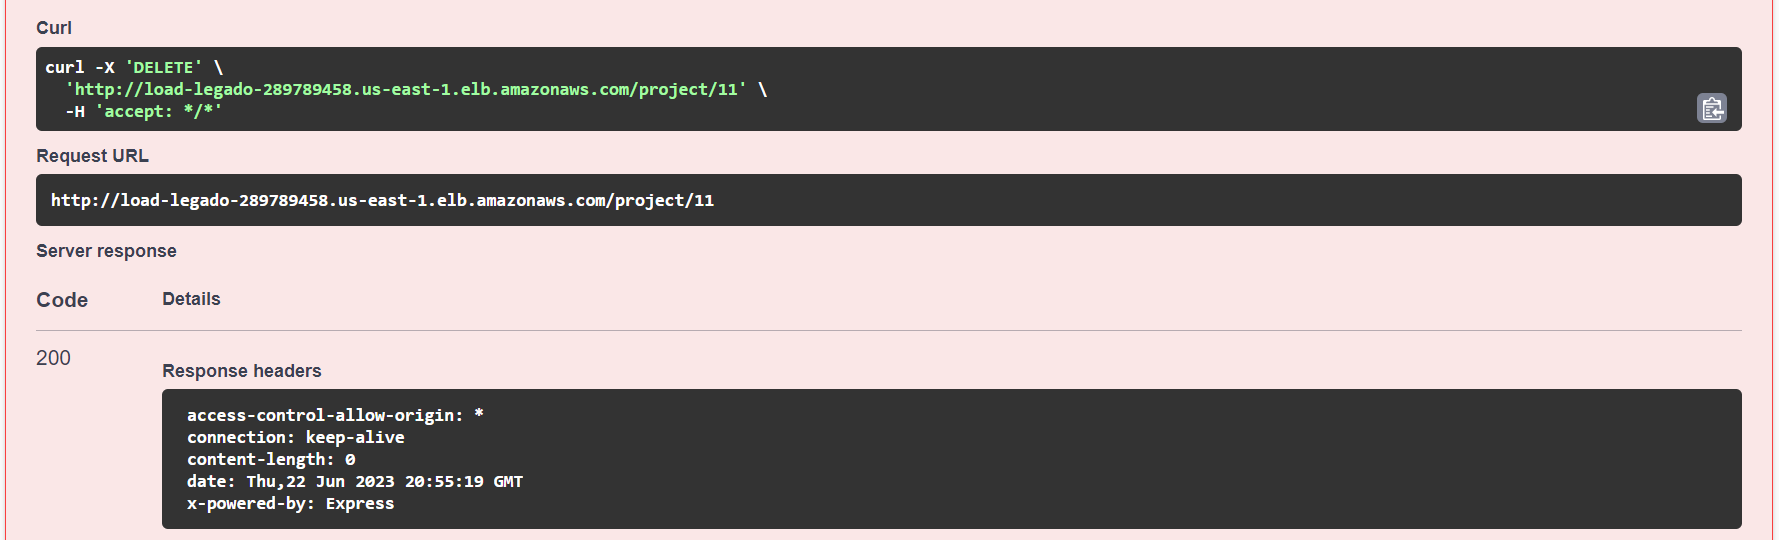 Curl
curl -X 'DELETE' \
  'http://load-legado-289789458.us-east-1.elb.amazonaws.com/project/11' \
  -H 'accept: */*'
Request URL
http://load-legado-289789458.us-east-1.elb.amazonaws.com/project/11
Server response
Code Details
200
Response headers
access-control-allow-origin: *
connection: keep-alive
content-length: 0
date: Thu,22 Jun 2023 20:55:19 GMT
x-powered-by: Express